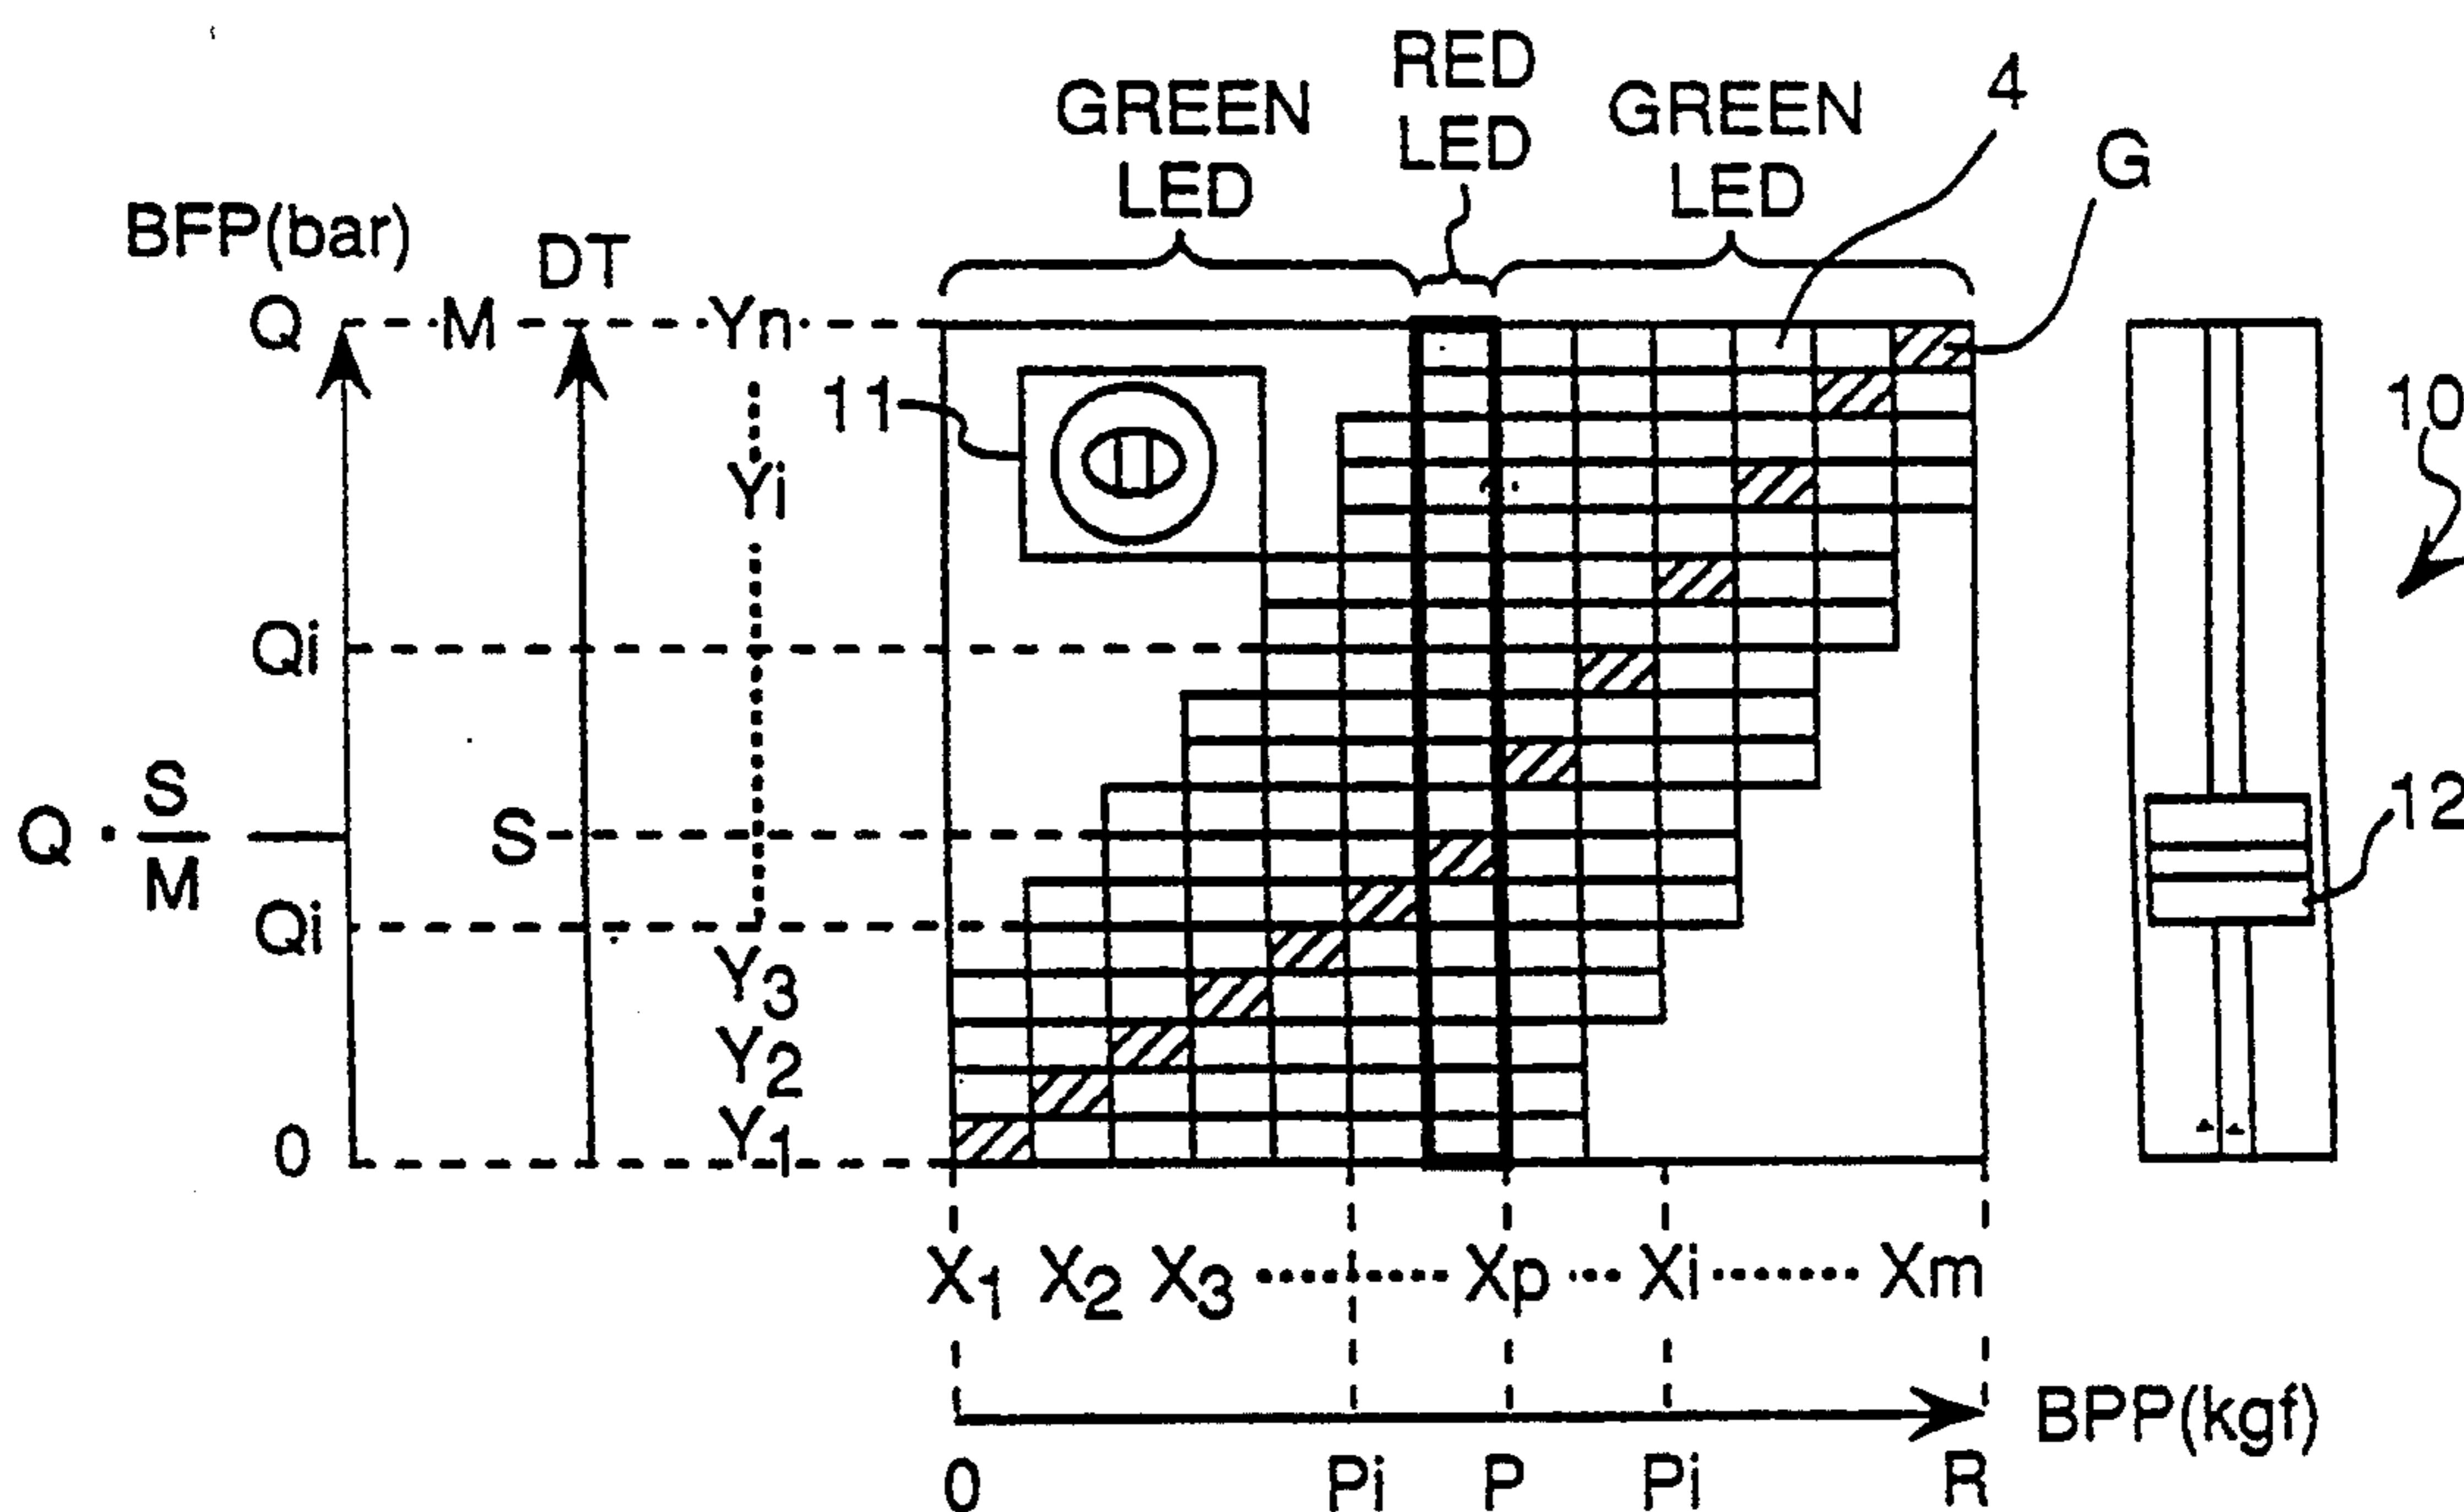 RED
LED
GREEN
LED
GREEN
LED
4
G
BFP(bar)
DT
Q
M
Yn
11
Yi
10
Qi
Q · S/M
S
12
Qi
Y3
Y2
Y1
0
X1 X2 X3 Xp Xi Xm
BPP(kgf)
0 Pi P Pi R